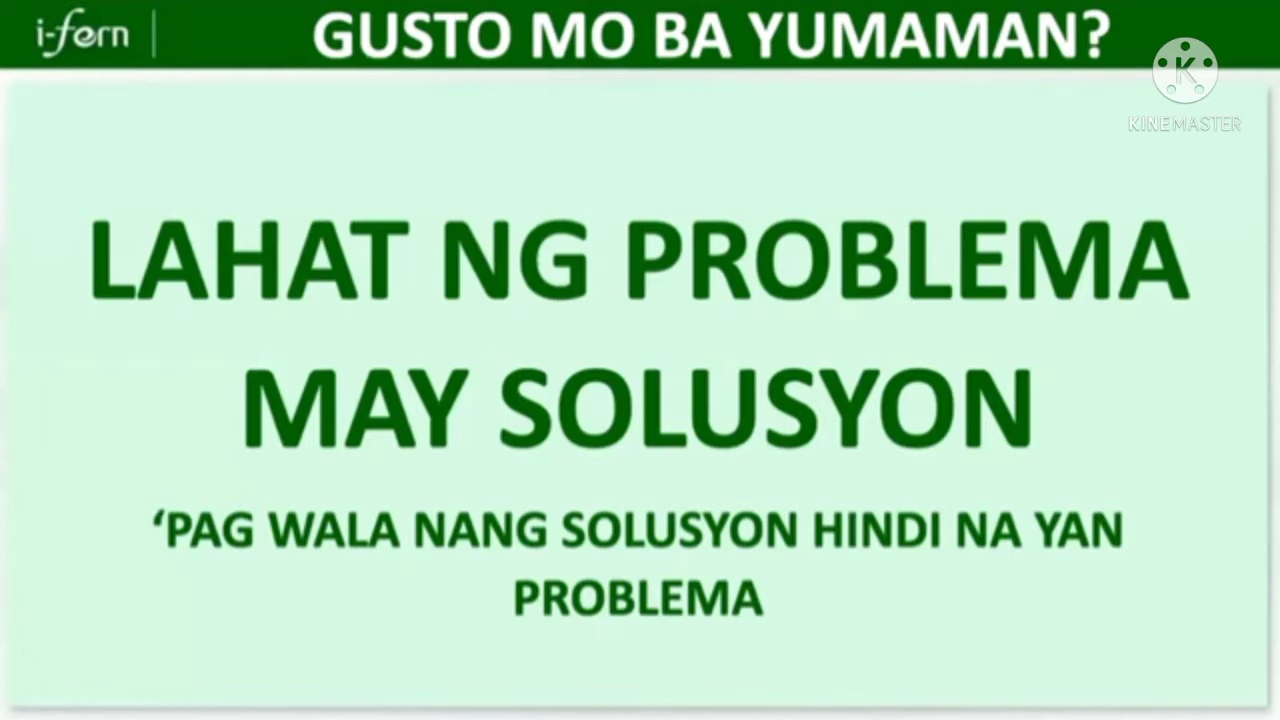 i-fern
GUSTO MO BA YUMAMAN?
KINEMASTER
LAHAT NG PROBLEMA
MAY SOLUSYON
‘PAG WALA NANG SOLUSYON HINDI NA YAN
PROBLEMA